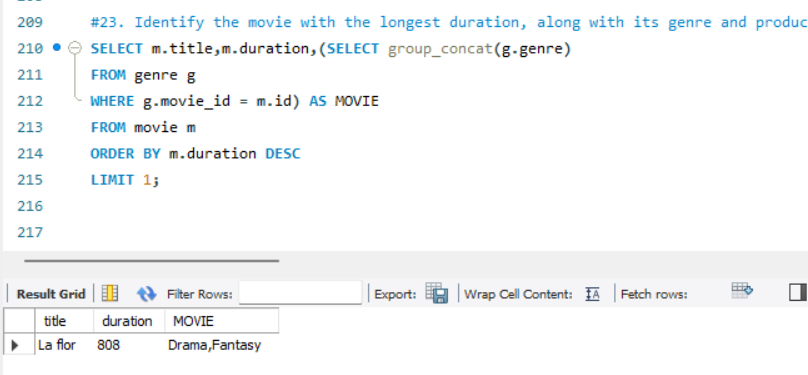 209 #23. Identify the movie with the longest duration, along with its genre and produc
210 SELECT m.title,m.duration,(SELECT group_concat(g.genre)
211 FROM genre g
212 WHERE g.movie_id = m.id) AS MOVIE
213 FROM movie m
214 ORDER BY m.duration DESC
215 LIMIT 1;
216
217
Result Grid Filter Rows: Export: Wrap Cell Content: IA Fetch rows:
title duration MOVIE
La flor 808 Drama,Fantasy